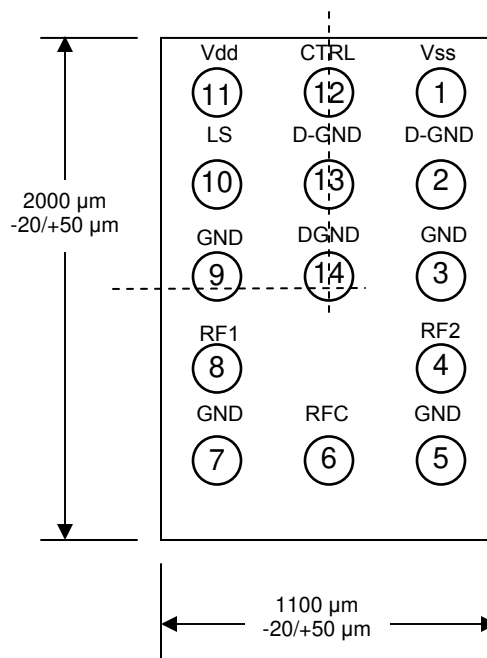 Vdd CTRL Vss
11 12 1
LS D-GND D-GND
10 13 2
2000 µm
-20/+50 µm
GND DGND GND
9 14 3
RF1 RF2
8 4
GND RFC GND
7 6 5
1100 µm
-20/+50 µm